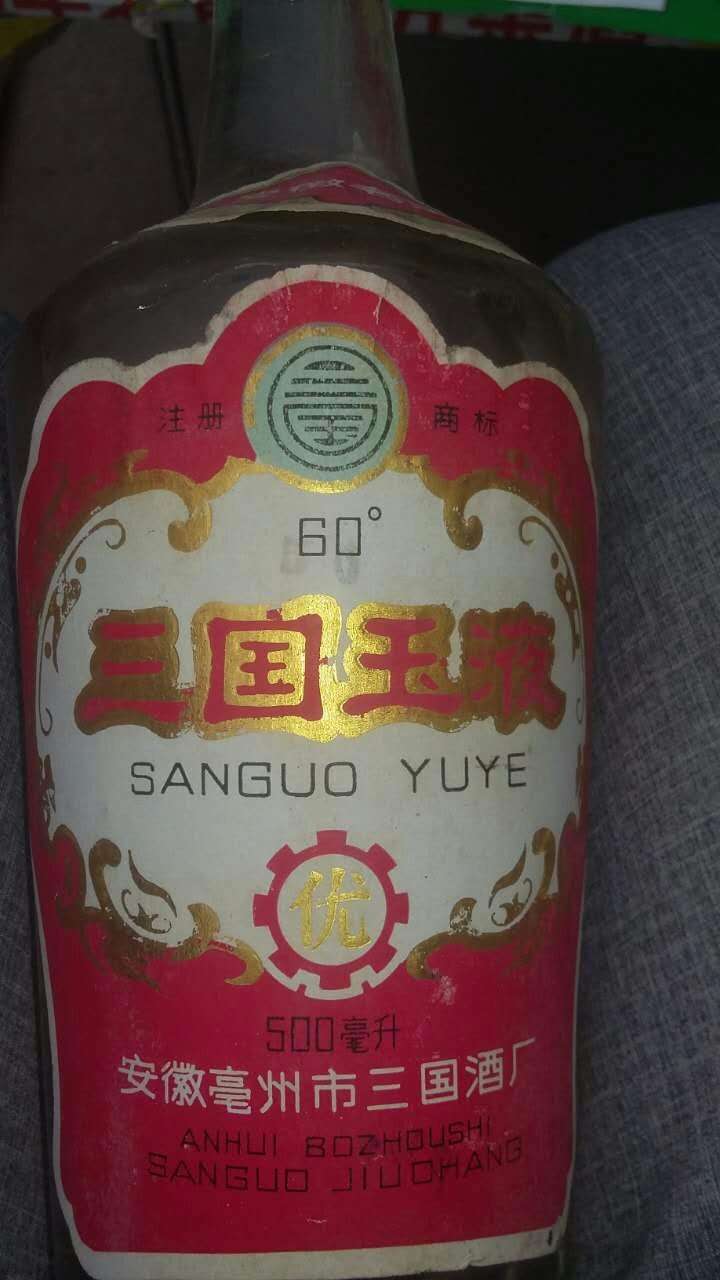 注册 商标
60°
三国玉液
SANGUO YUYE
优
500毫升
安徽亳州市三国酒厂
ANHUI BOZHOUSHI
SANGUO JIUCHANG